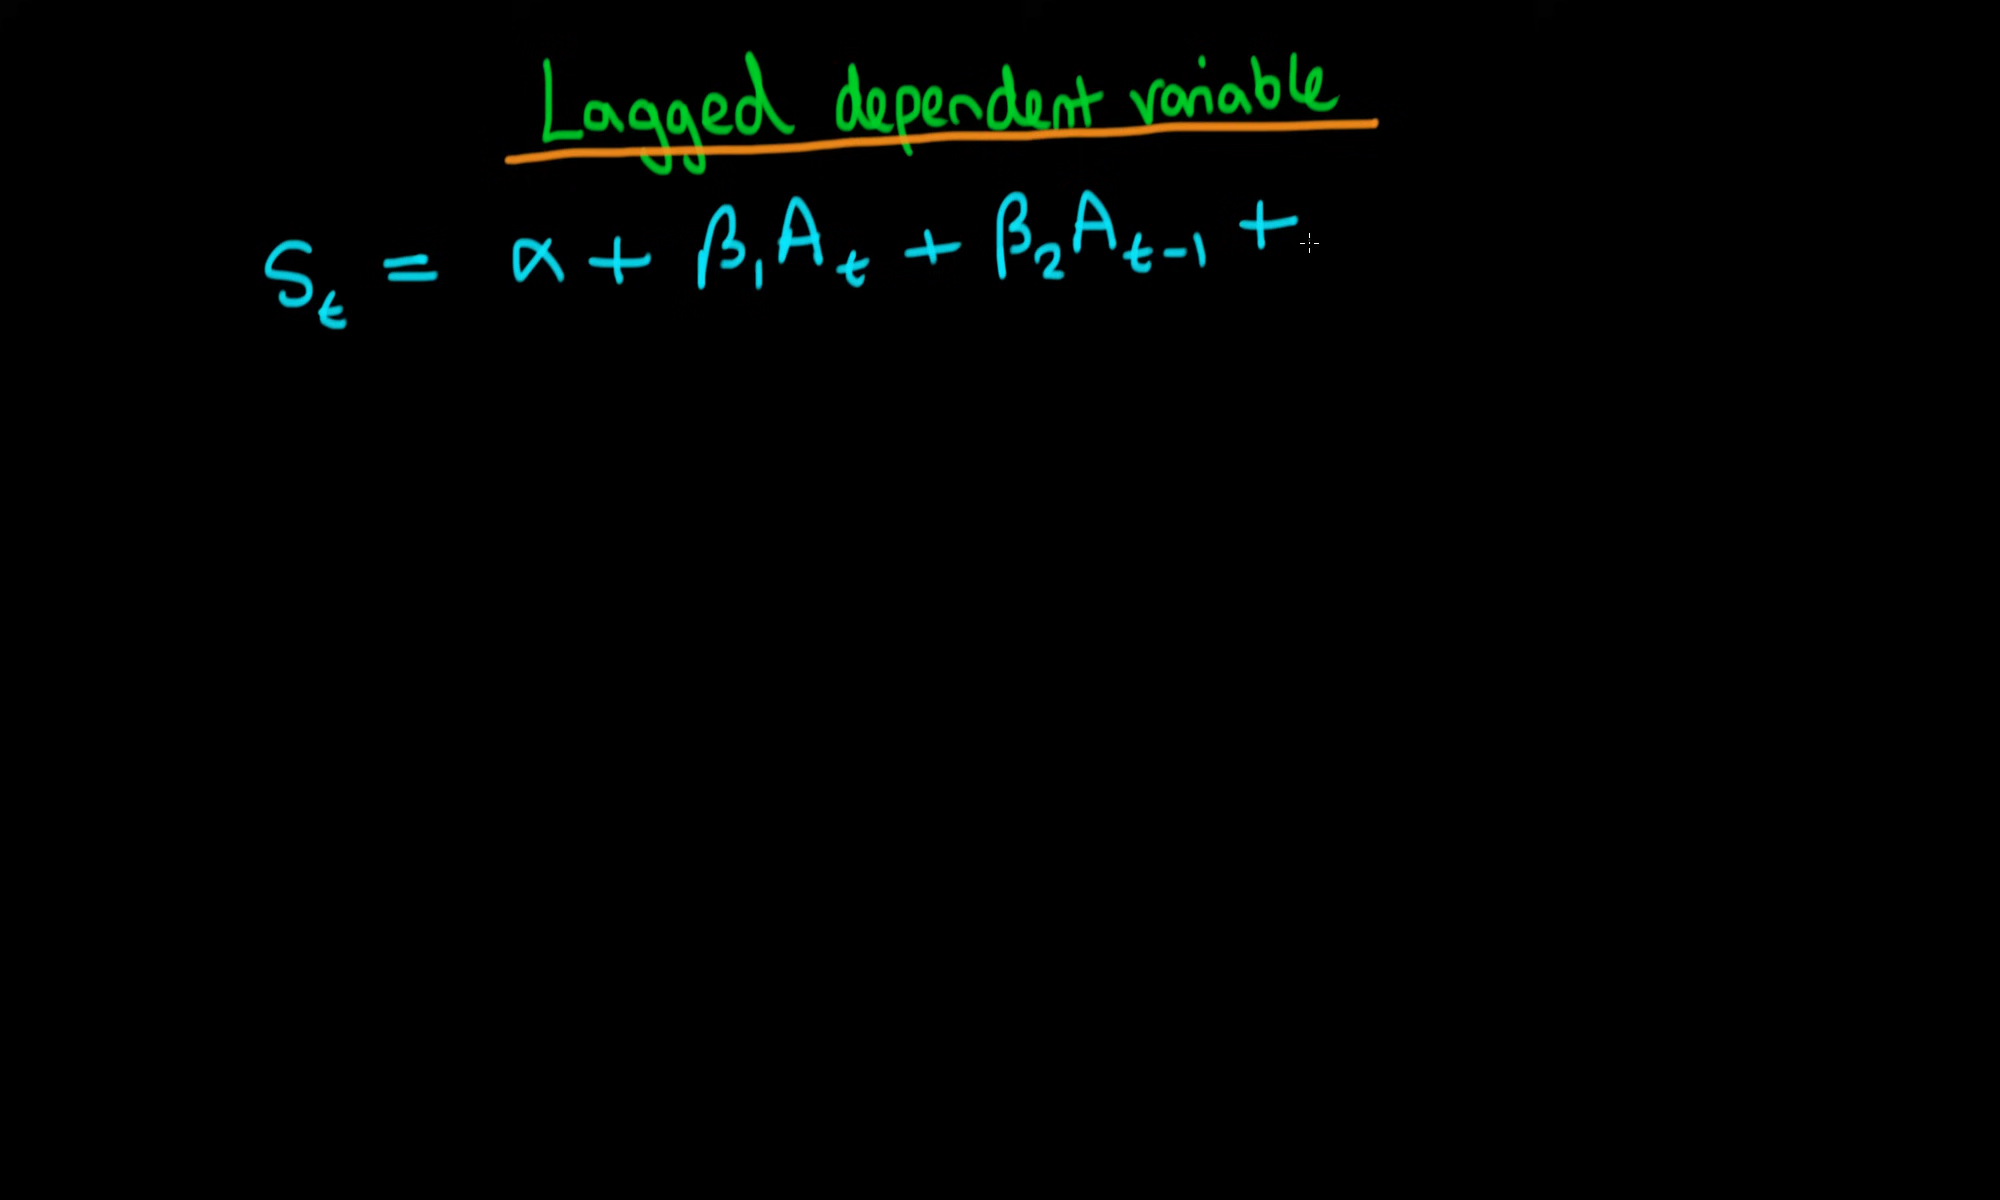 Lagged dependent variable
S_t = α + β_1 A_t + β_2 A_{t-1} +